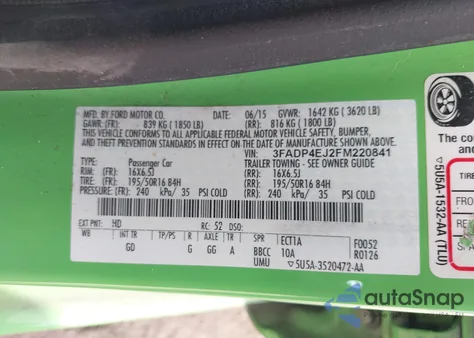 MFD. BY FORD MOTOR CO. DATE: 06/15 GVWR: 1642 KG ( 3620 LB)
GAWR: (FR): 839 KG ( 1850 LB) (RR): 816 KG ( 1800 LB)
THIS VEHICLE CONFORMS TO ALL APPLICABLE SAFETY, BUMPER,
AND THEFT PREVENTION STANDARDS IN EFFECT ON THE DATE OF
MANUFACTURE SHOWN ABOVE. VIN: 3FADP4EJ2FM220841
TYPE: Passenger Car TRAILER TOWING - SEE OWNER GUIDE
RIM: (FR): 16X6.5J (RR): 16X6.5J
TIRE: (FR): 195/50R16 84H (RR): 195/50R16 84H
PRESSURE: (FR): 240 kPa/ 35 PSI COLD (RR): 240 kPa/ 35 PSI COLD
EXT PNT: HD RC: 52 DSO:
WB INT TR TP/PS R AXLE TR SPR ECT1A F0052
GD G GG A BBCC 10A R0126
UMU ▽5U5A-3520472-AA
▽5U5A-1532-AA (TLU)
TIRE
FRO
autoSnap